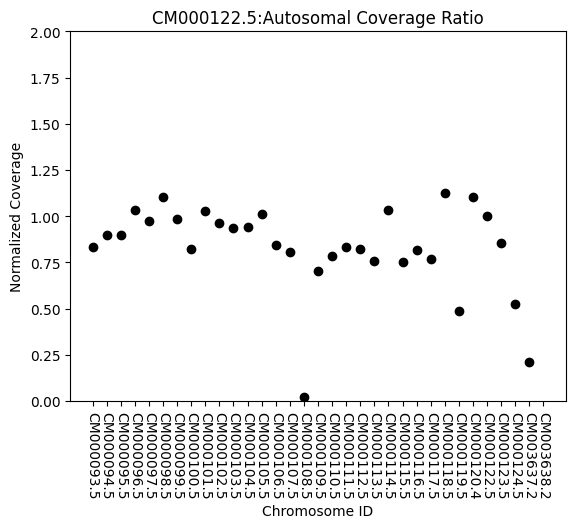 CM000122.5:Autosomal Coverage Ratio
Normalized Coverage
2.00
1.75
1.50
1.25
1.00
0.75
0.50
0.25
0.00
CM000093.5
CM000094.5
CM000095.5
CM000096.5
CM000097.5
CM000098.5
CM000099.5
CM000100.5
CM000101.5
CM000102.5
CM000103.5
CM000104.5
CM000105.5
CM000106.5
CM000107.5
CM000108.5
CM000109.5
CM000110.5
CM000111.5
CM000112.5
CM000113.5
CM000114.5
CM000115.5
CM000116.5
CM000117.5
CM000118.5
CM000119.5
CM000120.4
CM000122.5
CM000123.5
CM000124.5
CM003637.2
CM003638.2
Chromosome ID